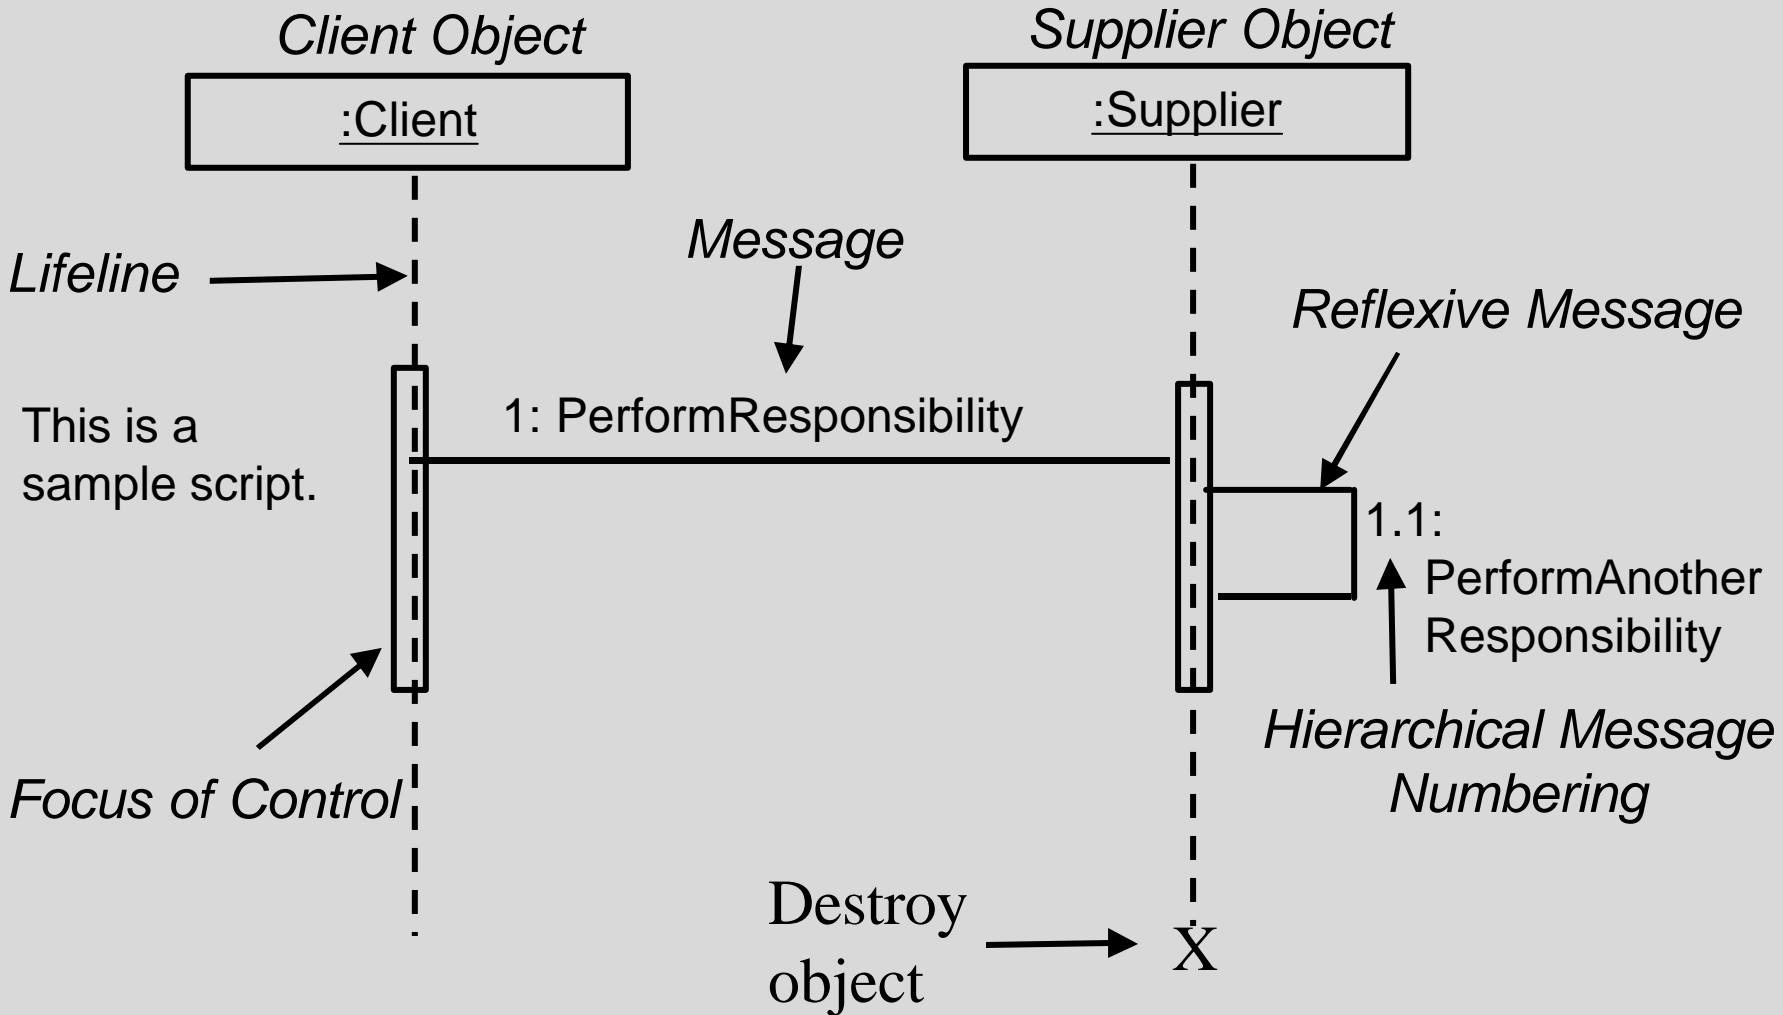 Client Object
Supplier Object
:Client
:Supplier
Message
Lifeline
Reflexive Message
1: PerformResponsibility
This is a
sample script.
1.1:
PerformAnother
Responsibility
Hierarchical Message
Numbering
Focus of Control
Destroy
object
X